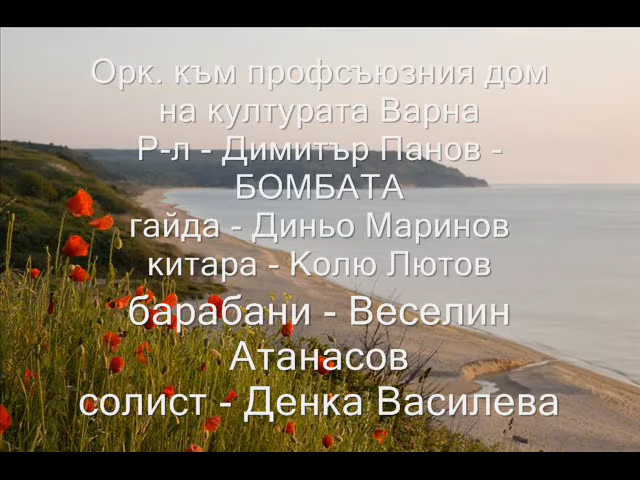 Орк. към профсъюзния дом
на културата Варна
Р-л - Димитър Панов -
БОМБАТА
гайда - Диньо Маринов
китара - Колю Лютов
барабани - Веселин
Атанасов
солист - Денка Василева